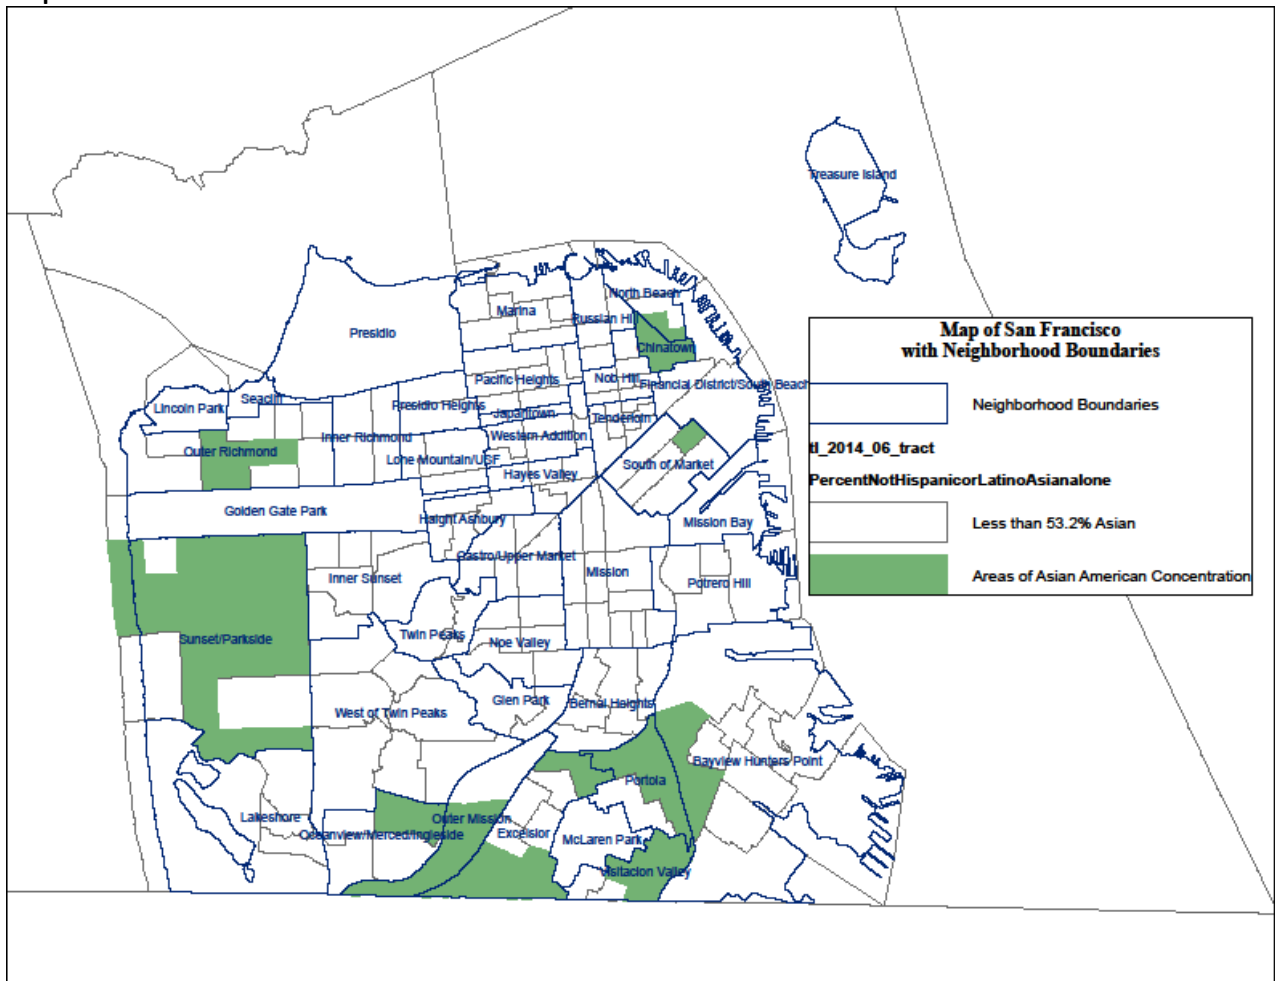 Treasure Island
North Beach
Marina
Russian Hill
Presidio
Chinatown
Map of San Francisco
with Neighborhood Boundaries
Pacific Heights
Nob Hill
Financial District/South Beach
Seacliff
Lincoln Park
Presidio Heights
Japantown
Tenderloin
Neighborhood Boundaries
Inner Richmond
Western Addition
Outer Richmond
tl_2014_06_tract
Lone Mountain/USF
South of Market
Hayes Valley
PercentNotHispanicorLatinoAsianalone
Golden Gate Park
Haight Ashbury
Mission Bay
Less than 53.2% Asian
Castro/Upper Market
Inner Sunset
Mission
Potrero Hill
Areas of Asian American Concentration
Sunset/Parkside
Twin Peaks
Noe Valley
Glen Park
Bernal Heights
West of Twin Peaks
Bayview Hunters Point
Portola
Lakeshore
Outer Mission
Oceanview/Merced/Ingleside
Excelsior
McLaren Park
Visitacion Valley